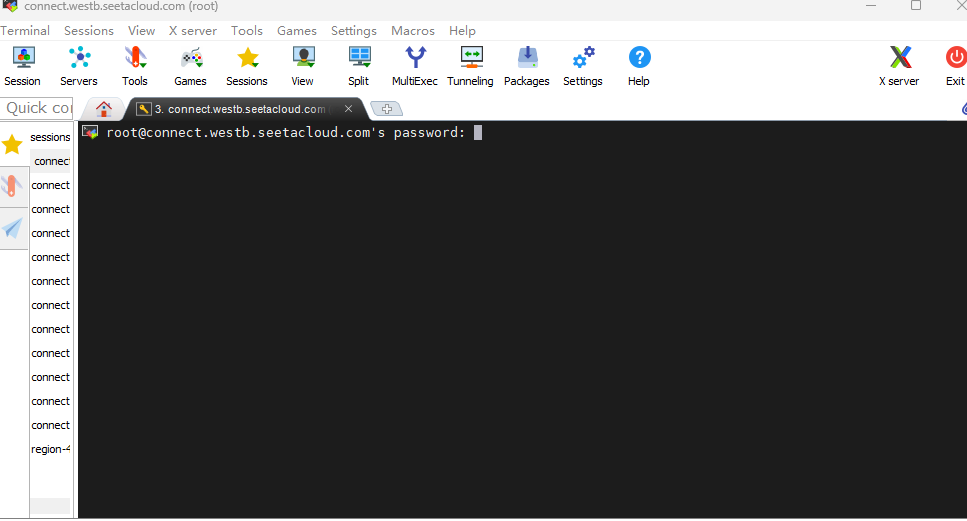 connect.westb.seetacloud.com (root)
Terminal Sessions View X server Tools Games Settings Macros Help
Session Servers Tools Games Sessions View Split MultiExec Tunneling Packages Settings Help X server Exit
Quick con
3. connect.westb.seetacloud.com
root@connect.westb.seetacloud.com's password:
sessions
connect
connect
connect
connect
connect
connect
connect
connect
connect
connect
connect
connect
region-4